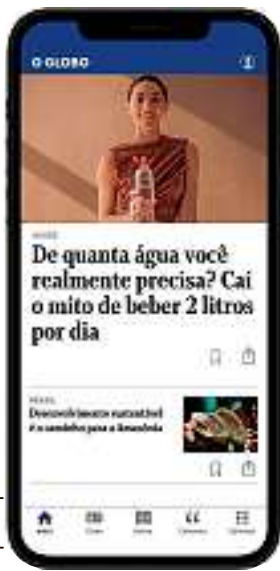 O GLOBO
De quanta água você
realmente precisa? Cai
o mito de beber 2 litros
por dia
Desenvolvimento sustentável
é o caminho para a Amazônia